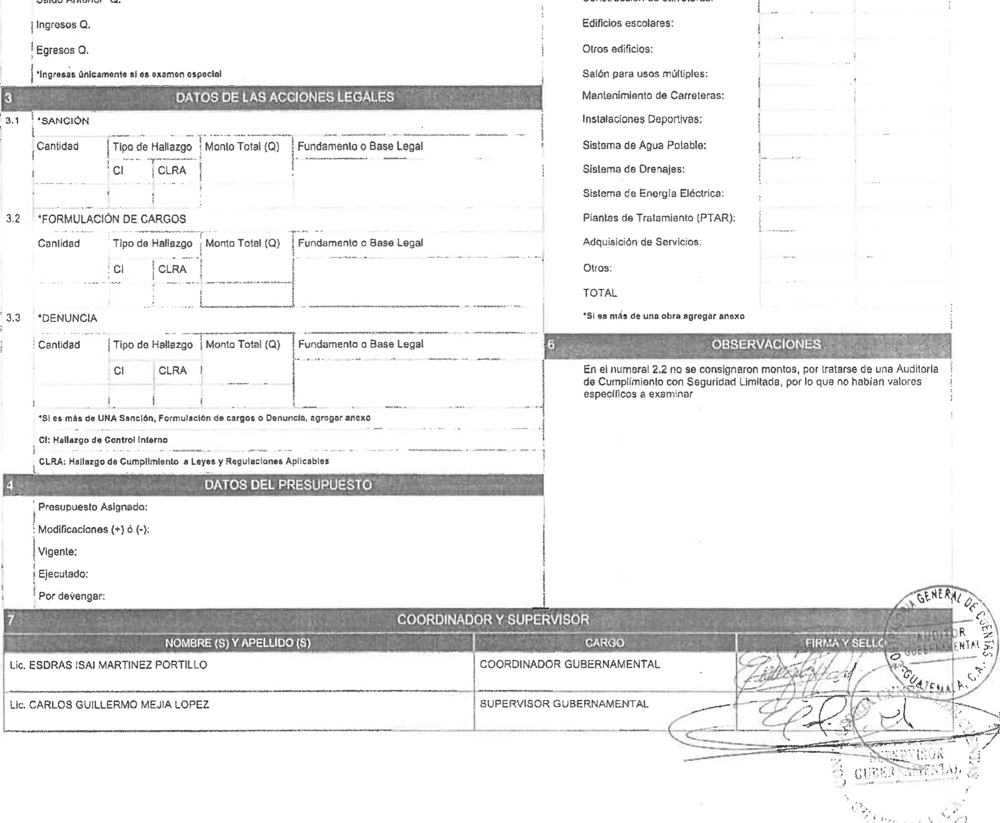 Saldo Anterior Q.
Ingresos Q.
Egresos Q.
*Ingresas únicamente si es examen especial
3 DATOS DE LAS ACCIONES LEGALES
3.1 *SANCIÓN
Cantidad Tipo de Hallazgo Monto Total (Q) Fundamento o Base Legal
CI CLRA
3.2 *FORMULACIÓN DE CARGOS
Cantidad Tipo de Hallazgo Monto Total (Q) Fundamento o Base Legal
CI CLRA
3.3 *DENUNCIA
Cantidad Tipo de Hallazgo Monto Total (Q) Fundamento o Base Legal
CI CLRA
*Si es más de UNA Sanción, Formulación de cargos o Denuncia, agregar anexo
CI: Hallazgo de Control Interno
CLRA: Hallazgo de Cumplimiento a Leyes y Regulaciones Aplicables
4 DATOS DEL PRESUPUESTO
Presupuesto Asignado:
Modificaciones (+) ó (-):
Vigente:
Ejecutado:
Por devengar:
Construcción de carreteras:
Edificios escolares:
Otros edificios:
Salón para usos múltiples:
Mantenimiento de Carreteras:
Instalaciones Deportivas:
Sistema de Agua Potable:
Sistema de Drenajes:
Sistema de Energía Eléctrica:
Plantas de Tratamiento (PTAR):
Adquisición de Servicios:
Otros:
TOTAL
*Si es más de una obra agregar anexo
6 OBSERVACIONES
En el numeral 2.2 no se consignaron montos, por tratarse de una Auditoria
de Cumplimiento con Seguridad Limitada, por lo que no habían valores
específicos a examinar
7 COORDINADOR Y SUPERVISOR
NOMBRE (S) Y APELLIDO (S) CARGO FIRMA Y SELLO
Lic. ESDRAS ISAI MARTINEZ PORTILLO COORDINADOR GUBERNAMENTAL
Lic. CARLOS GUILLERMO MEJIA LOPEZ SUPERVISOR GUBERNAMENTAL
GENERAL DE CUENTAS
AUDITOR
GUBERNAMENTAL
GUATEMALA, C.A.
SUPERVISOR
GUBERNAMENTAL